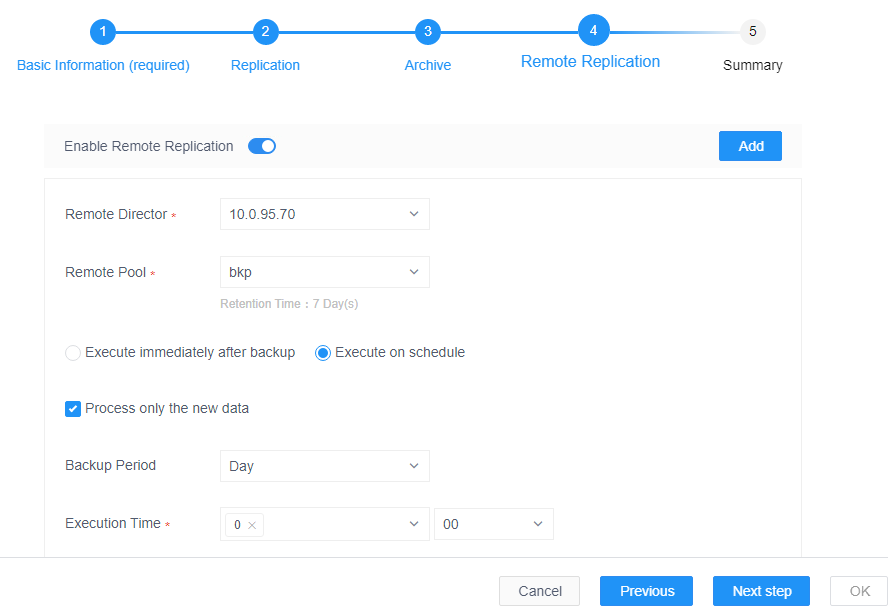 1 2 3 4 5
Basic Information (required) Replication Archive Remote Replication Summary
Enable Remote Replication Add
Remote Director * 10.0.95.70
Remote Pool * bkp
Retention Time : 7 Day(s)
Execute immediately after backup Execute on schedule
Process only the new data
Backup Period Day
Execution Time * 0 × 00
Cancel Previous Next step OK